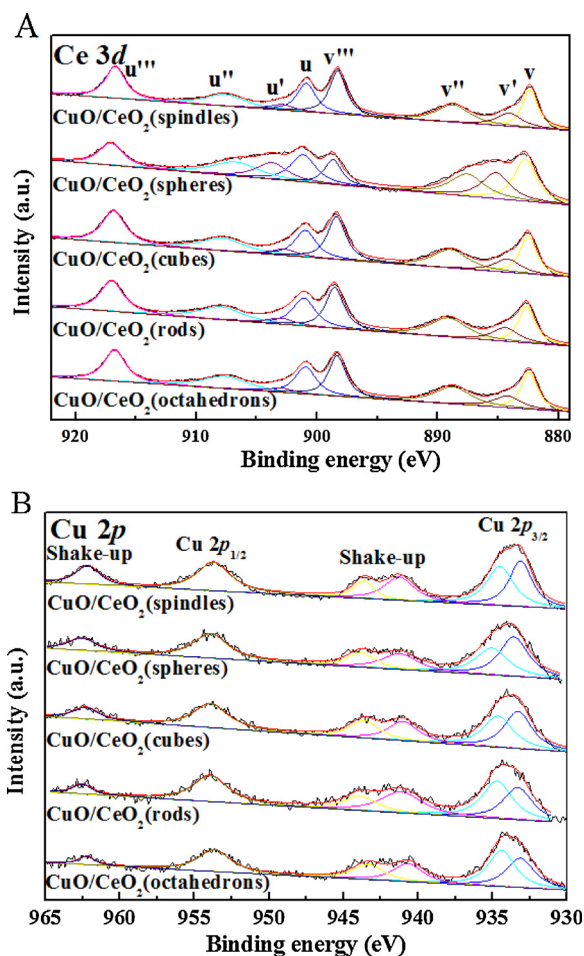 A
Ce 3d
u''' u'' u' u v''' v'' v' v
CuO/CeO2(spindles)
CuO/CeO2(spheres)
CuO/CeO2(cubes)
CuO/CeO2(rods)
CuO/CeO2(octahedrons)
Intensity (a.u.)
920 910 900 890 880
Binding energy (eV)
B
Cu 2p
Shake-up Cu 2p1/2 Shake-up Cu 2p3/2
CuO/CeO2(spindles)
CuO/CeO2(spheres)
CuO/CeO2(cubes)
CuO/CeO2(rods)
CuO/CeO2(octahedrons)
Intensity (a.u.)
965 960 955 950 945 940 935 930
Binding energy (eV)